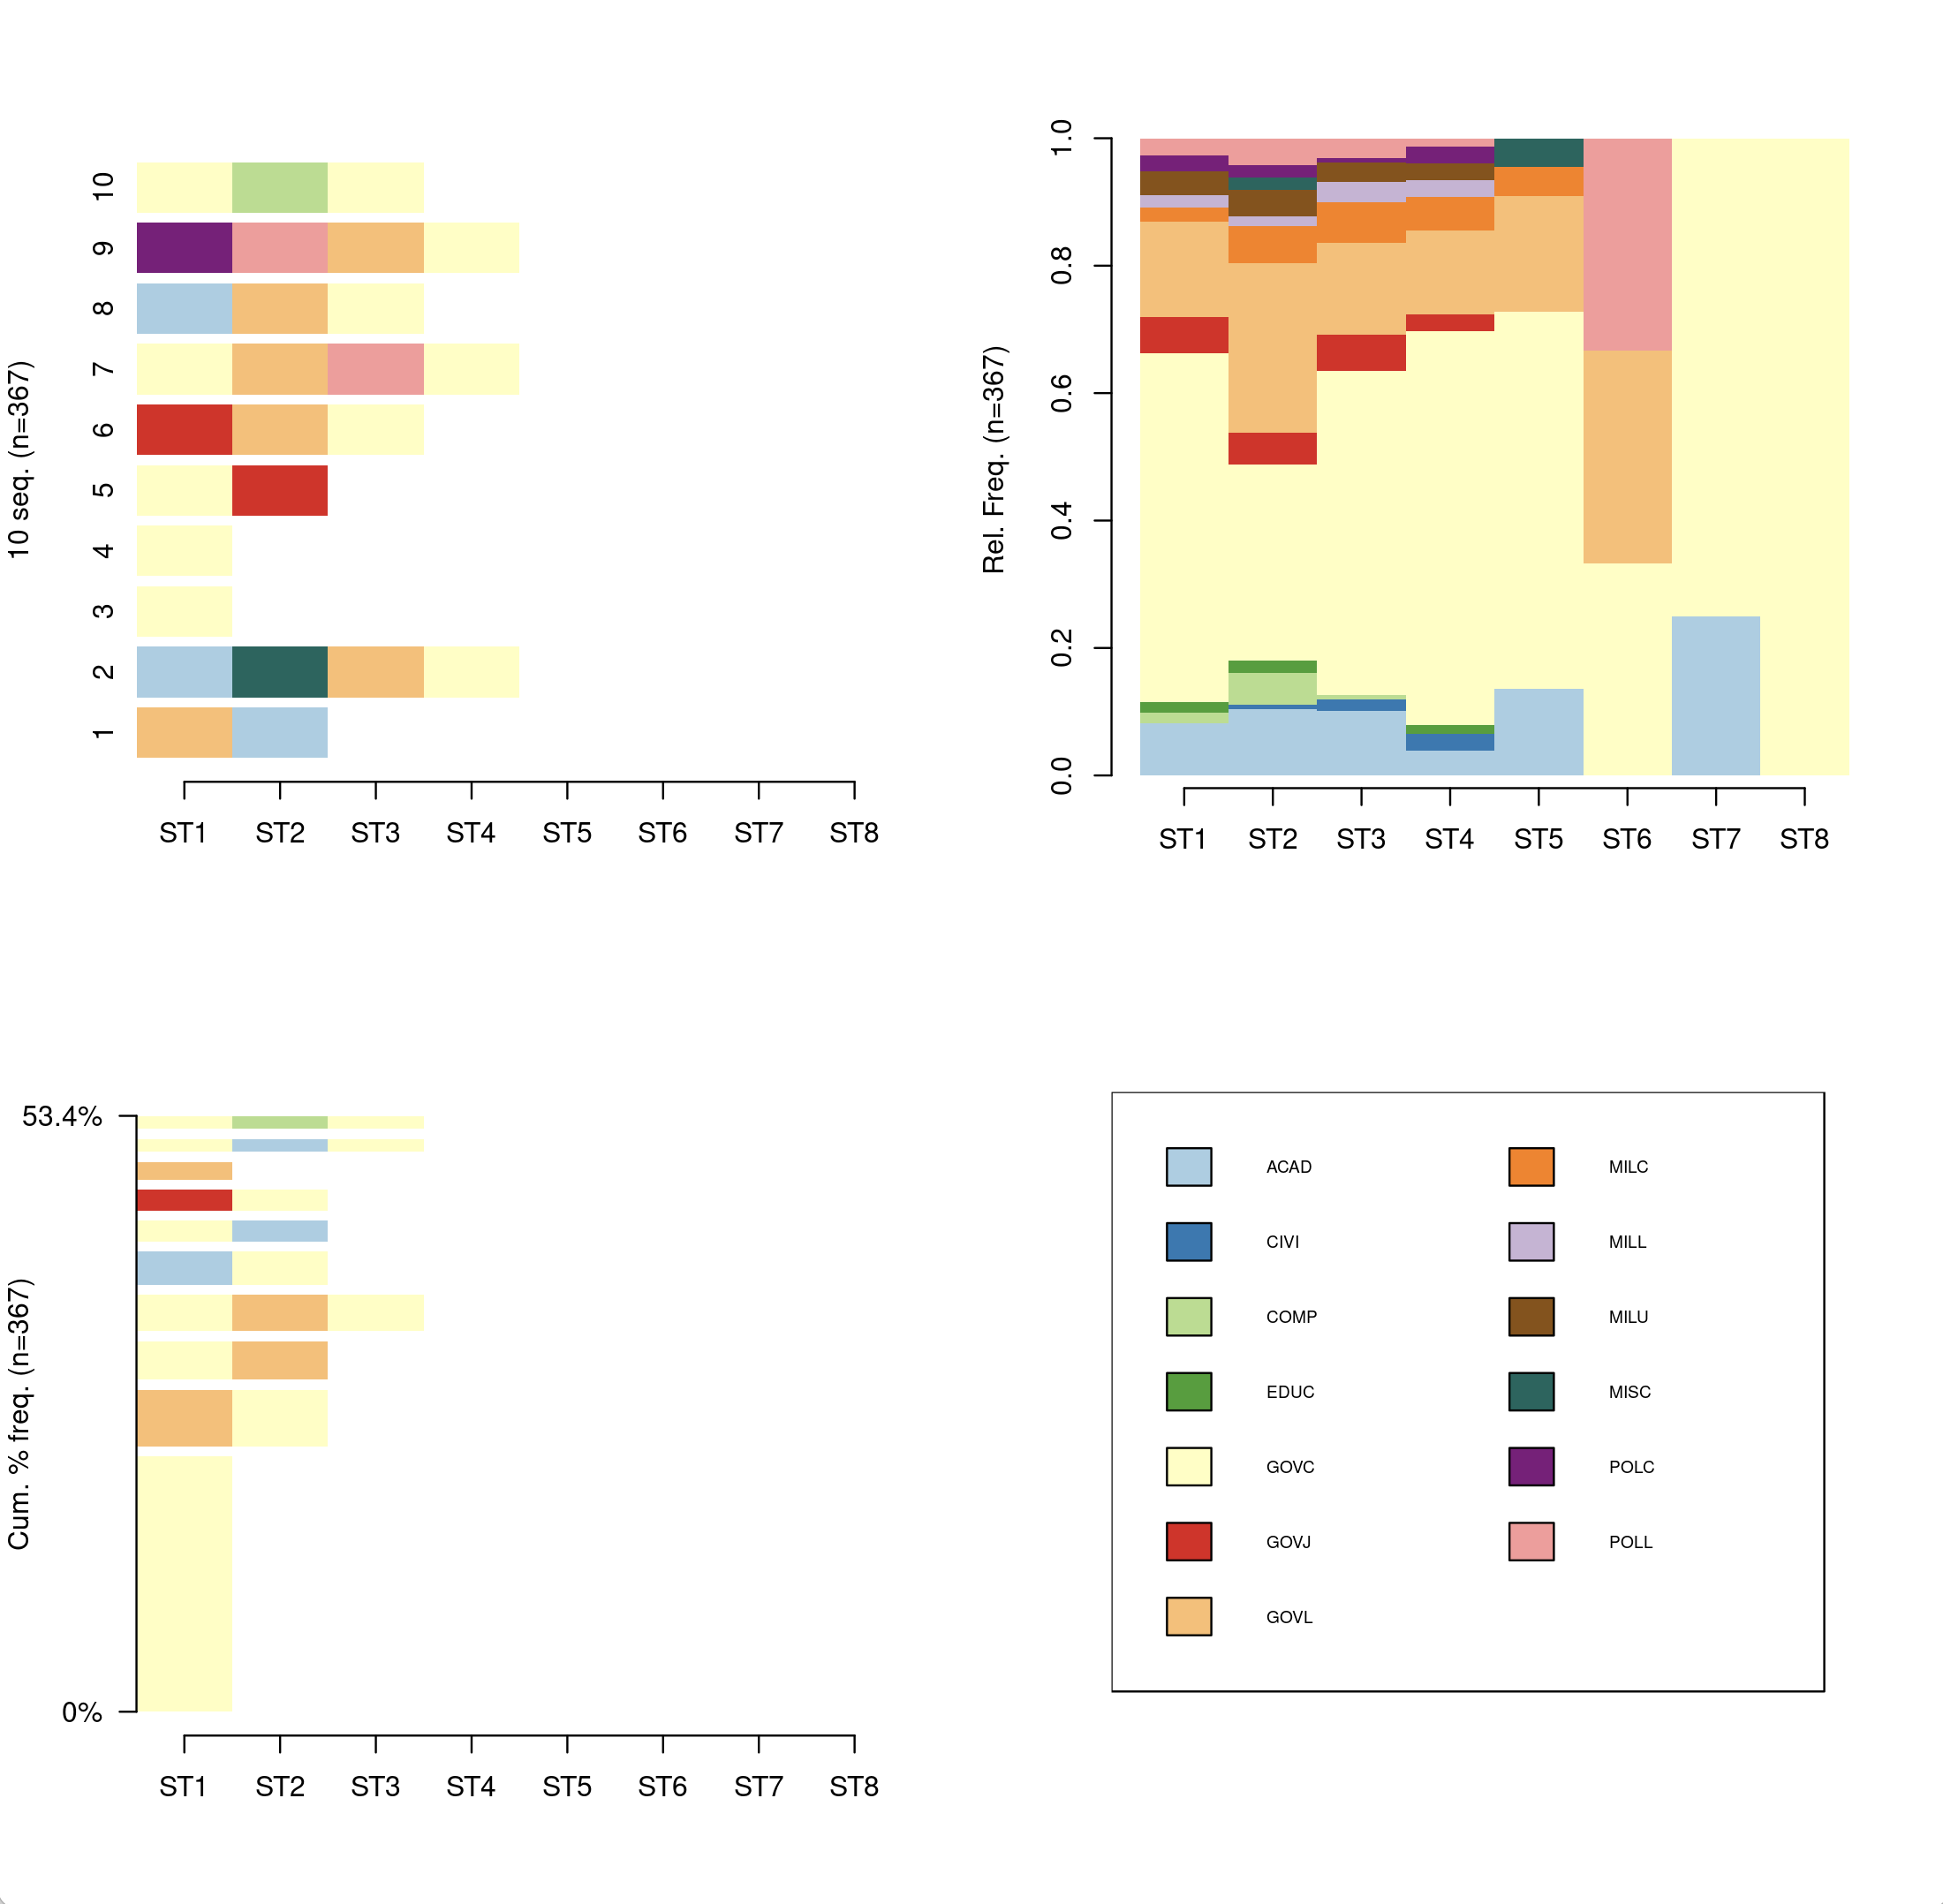 10 seq. (n=367)
10
9
8
7
6
5
4
3
2
1
ST1 ST2 ST3 ST4 ST5 ST6 ST7 ST8
Rel. Freq. (n=367)
1.0
0.8
0.6
0.4
0.2
0.0
ST1 ST2 ST3 ST4 ST5 ST6 ST7 ST8
Cum. % freq. (n=367)
53.4%
0%
ST1 ST2 ST3 ST4 ST5 ST6 ST7 ST8
ACAD
CIVI
COMP
EDUC
GOVC
GOVJ
GOVL
MILC
MILL
MILU
MISC
POLC
POLL